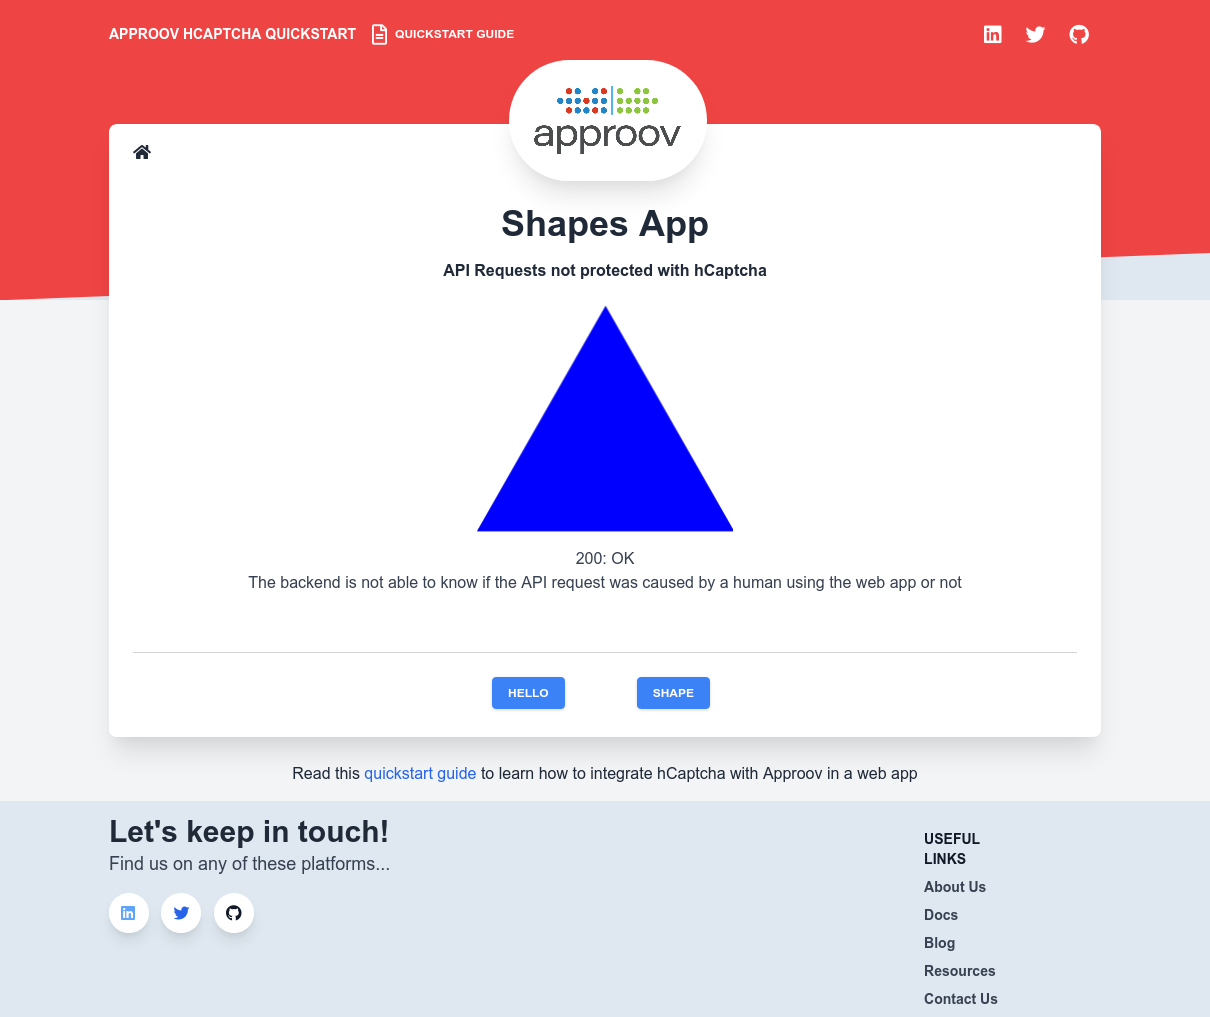 APPROOV HCAPTCHA QUICKSTART QUICKSTART GUIDE
approov
Shapes App
API Requests not protected with hCaptcha
200: OK
The backend is not able to know if the API request was caused by a human using the web app or not
HELLO SHAPE
Read this quickstart guide to learn how to integrate hCaptcha with Approov in a web app
Let's keep in touch!
Find us on any of these platforms...
USEFUL
LINKS
About Us
Docs
Blog
Resources
Contact Us